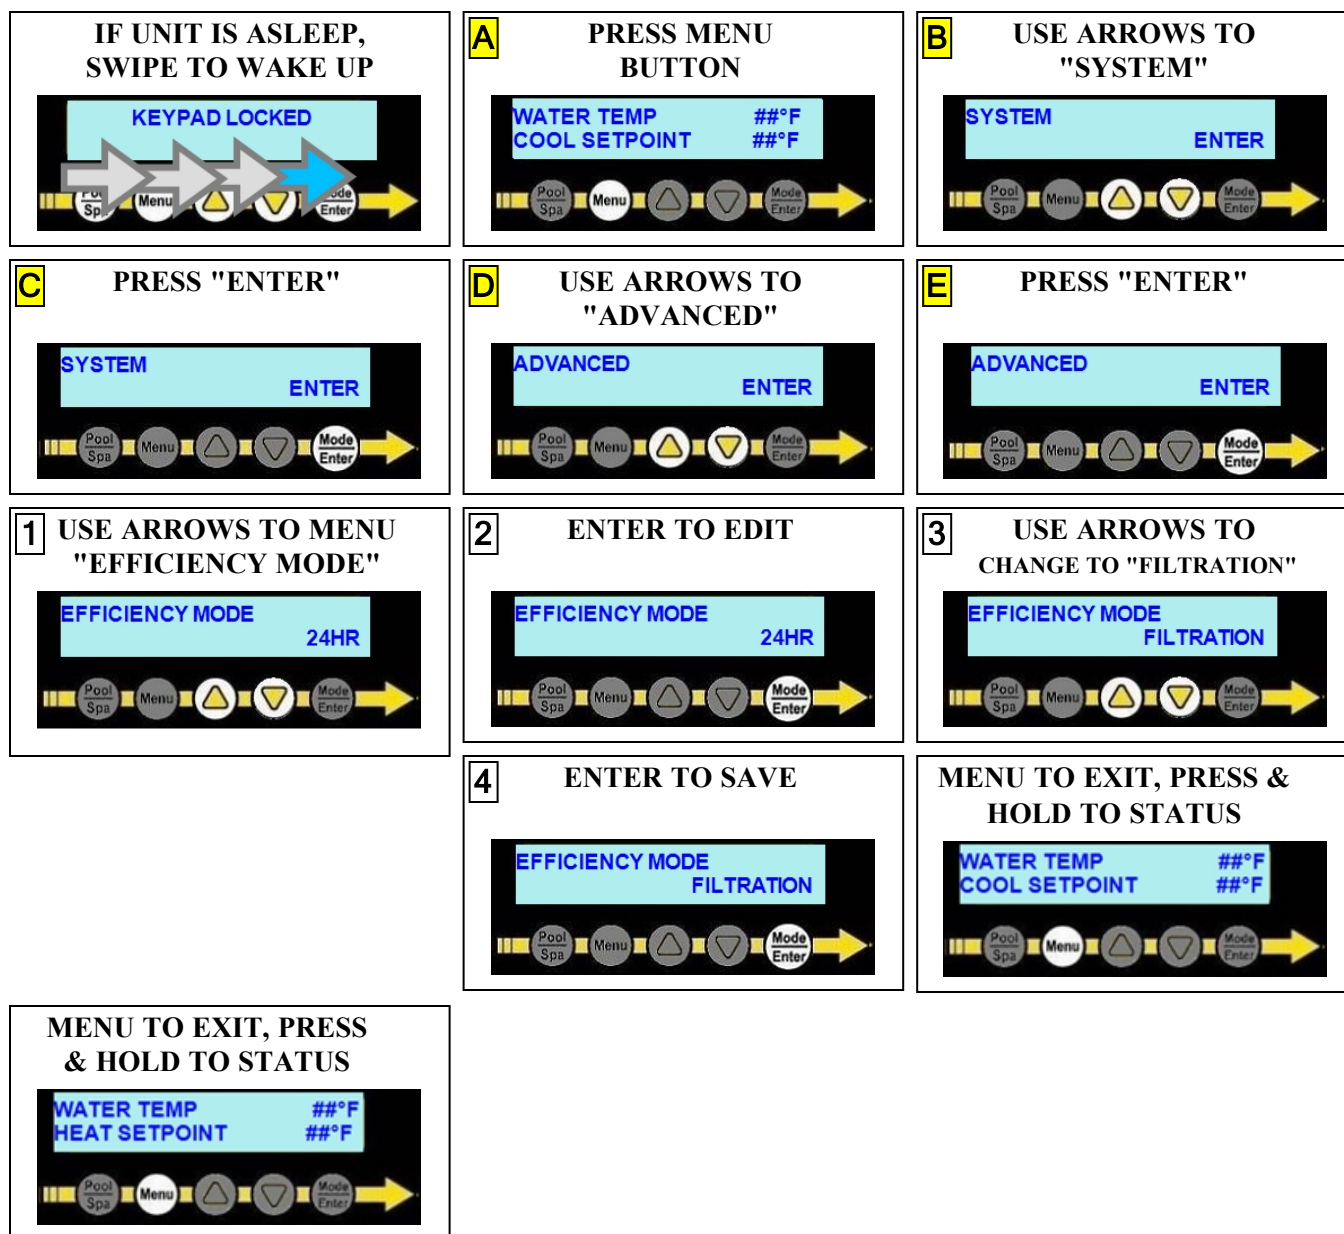 IF UNIT IS ASLEEP,
SWIPE TO WAKE UP
KEYPAD LOCKED
Pool
Spa
Menu
Mode
Enter
A
PRESS MENU
BUTTON
WATER TEMP ##°F
COOL SETPOINT ##°F
Pool
Spa
Menu
Mode
Enter
B
USE ARROWS TO
"SYSTEM"
SYSTEM
ENTER
Pool
Spa
Menu
Mode
Enter
C
PRESS "ENTER"
SYSTEM
ENTER
Pool
Spa
Menu
Mode
Enter
D
USE ARROWS TO
"ADVANCED"
ADVANCED
ENTER
Pool
Spa
Menu
Mode
Enter
E
PRESS "ENTER"
ADVANCED
ENTER
Pool
Spa
Menu
Mode
Enter
1
USE ARROWS TO MENU
"EFFICIENCY MODE"
EFFICIENCY MODE
24HR
Pool
Spa
Menu
Mode
Enter
2
ENTER TO EDIT
EFFICIENCY MODE
24HR
Pool
Spa
Menu
Mode
Enter
3
USE ARROWS TO
CHANGE TO "FILTRATION"
EFFICIENCY MODE
FILTRATION
Pool
Spa
Menu
Mode
Enter
4
ENTER TO SAVE
EFFICIENCY MODE
FILTRATION
Pool
Spa
Menu
Mode
Enter
MENU TO EXIT, PRESS &
HOLD TO STATUS
WATER TEMP ##°F
COOL SETPOINT ##°F
Pool
Spa
Menu
Mode
Enter
MENU TO EXIT, PRESS
& HOLD TO STATUS
WATER TEMP ##°F
HEAT SETPOINT ##°F
Pool
Spa
Menu
Mode
Enter